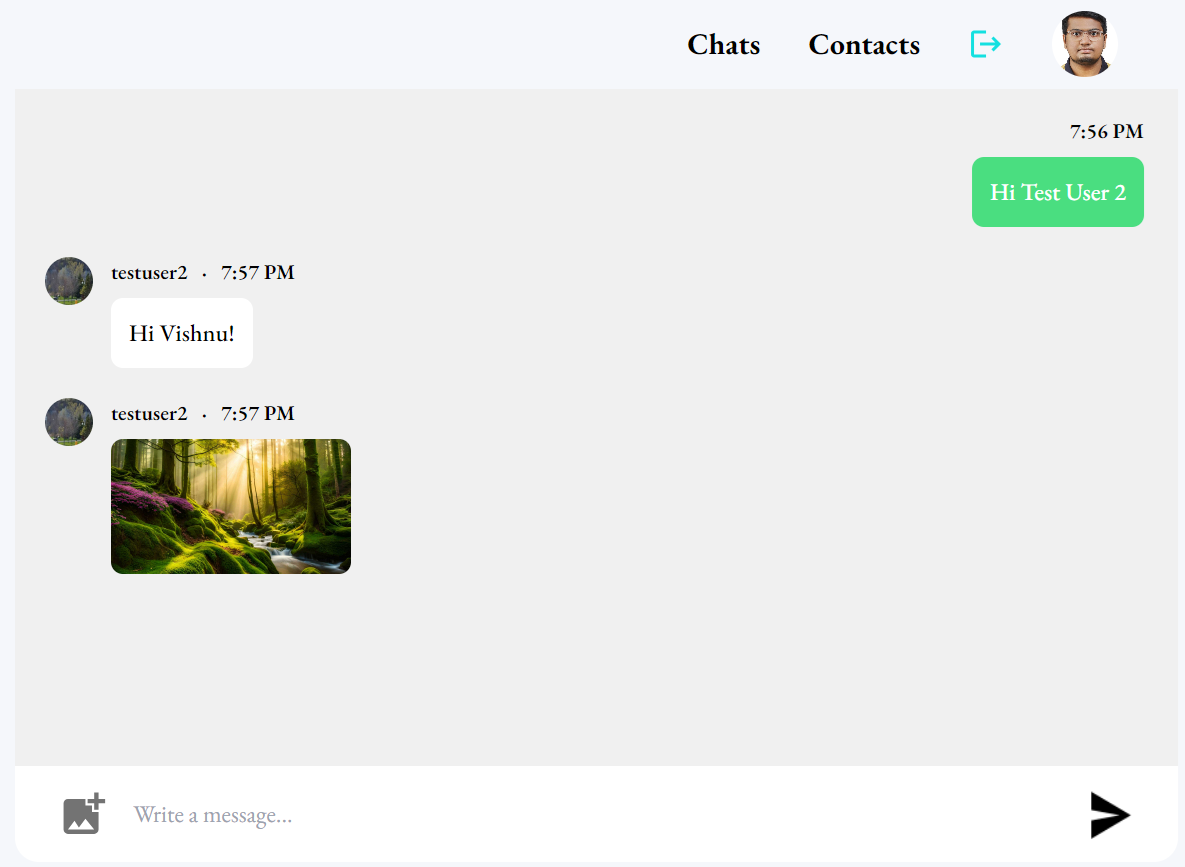 Chats Contacts
7:56 PM
Hi Test User 2
testuser2 · 7:57 PM
Hi Vishnu!
testuser2 · 7:57 PM
Write a message...